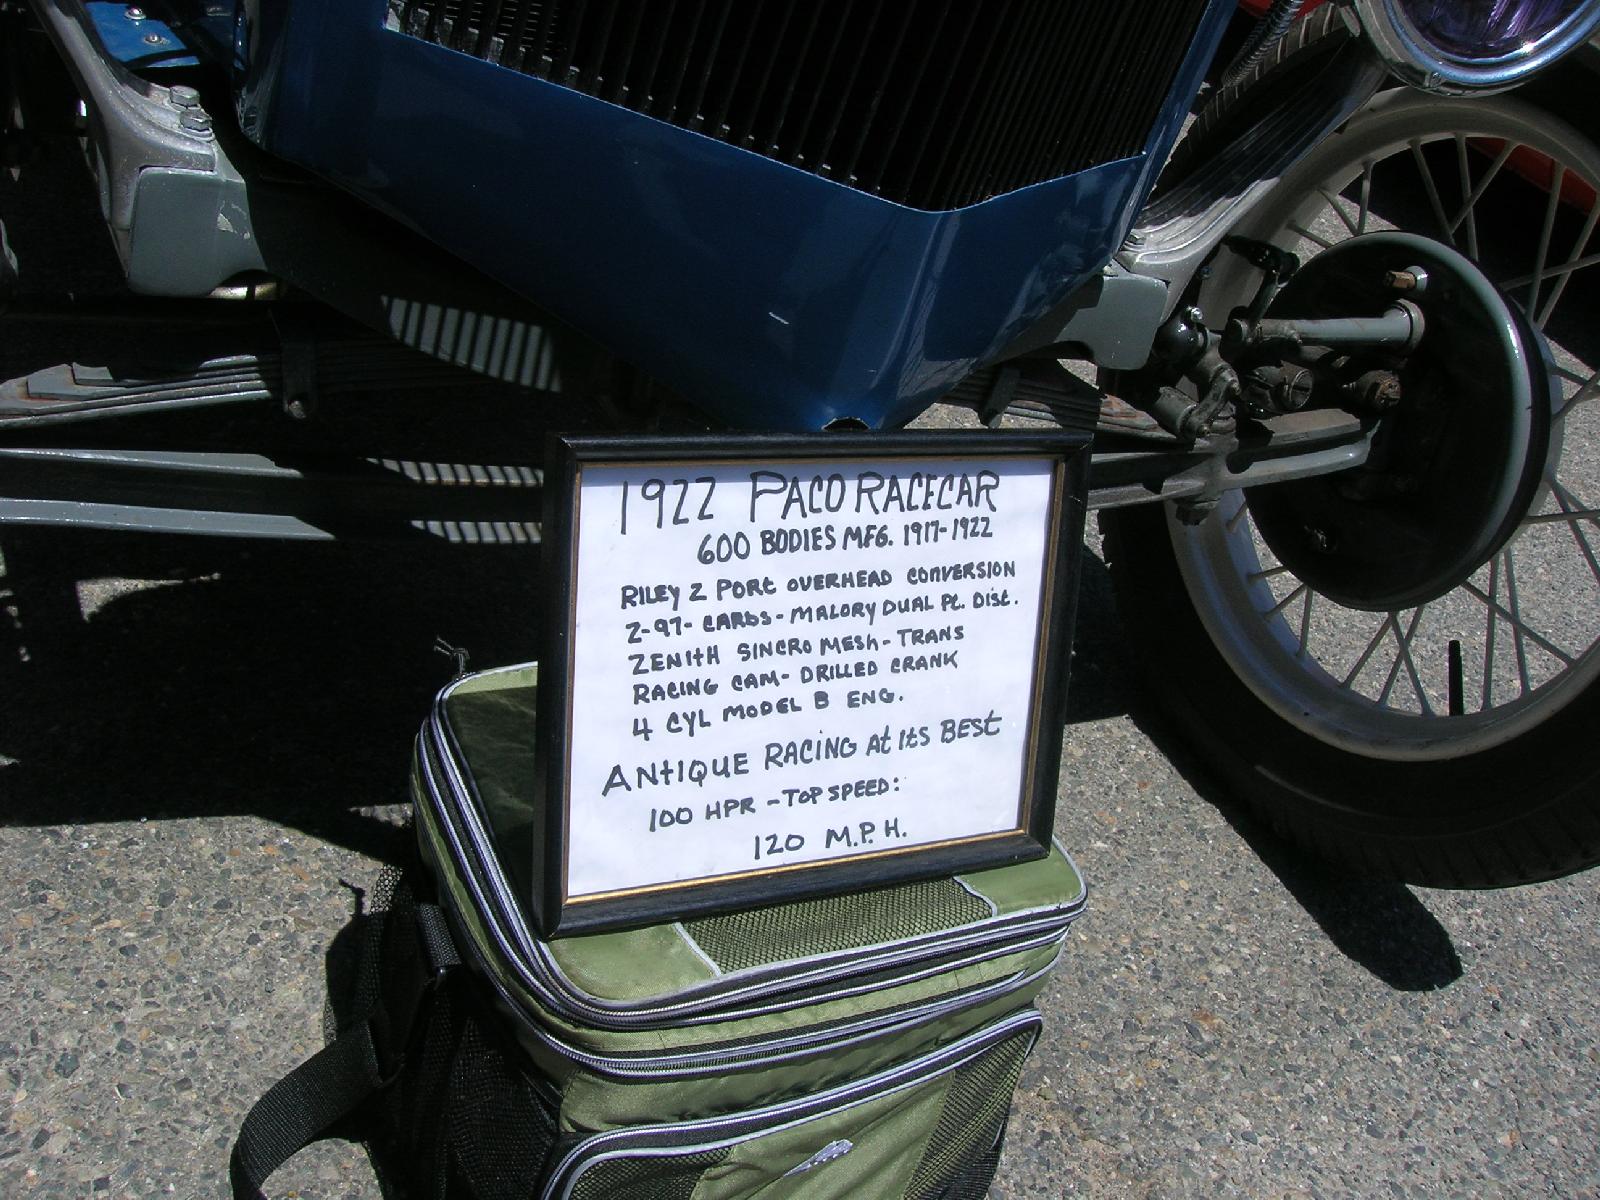 1922 PACO RACECAR
600 BODIES MFG. 1917-1922
RILEY 2 PORT OVERHEAD CONVERSION
2-97- CARBS - MALORY DUAL Pt. Dist.
ZENITH SINCRO MESH - TRANS
RACING CAM - DRILLED CRANK
4 CYL MODEL B ENG.
ANTIQUE RACING At Its BEST
100 HPR - TOP SPEED:
120 M.P.H.